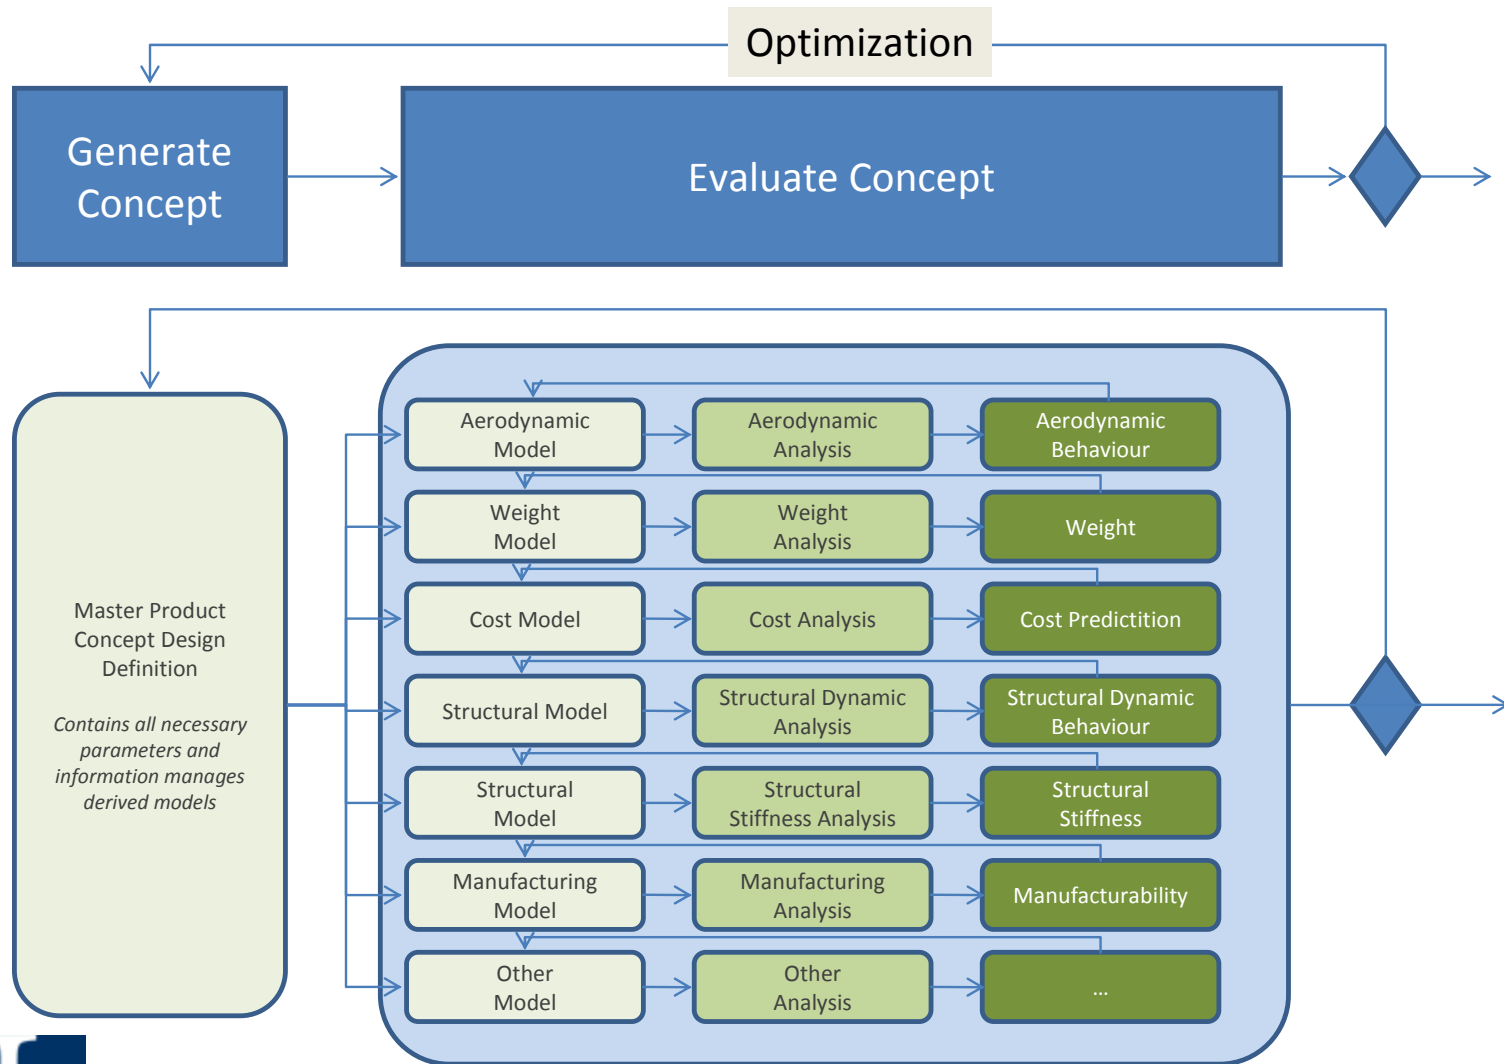 Optimization
Generate
Concept
Evaluate Concept
Master Product
Concept Design
Definition
Contains all necessary
parameters and
information manages
derived models
Aerodynamic
Model
Aerodynamic
Analysis
Aerodynamic
Behaviour
Weight
Model
Weight
Analysis
Weight
Cost Model
Cost Analysis
Cost Predictition
Structural Model
Structural Dynamic
Analysis
Structural Dynamic
Behaviour
Structural
Model
Structural
Stiffness Analysis
Structural
Stiffness
Manufacturing
Model
Manufacturing
Analysis
Manufacturability
Other
Model
Other
Analysis
...